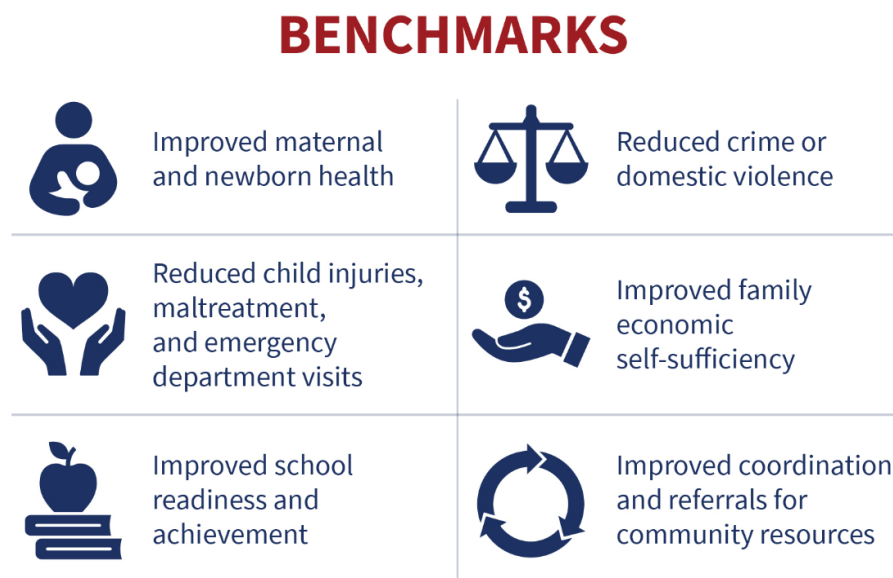 BENCHMARKS
Improved maternal
and newborn health
Reduced crime or
domestic violence
Reduced child injuries,
maltreatment,
and emergency
department visits
$
Improved family
economic
self-sufficiency
Improved school
readiness and
achievement
Improved coordination
and referrals for
community resources